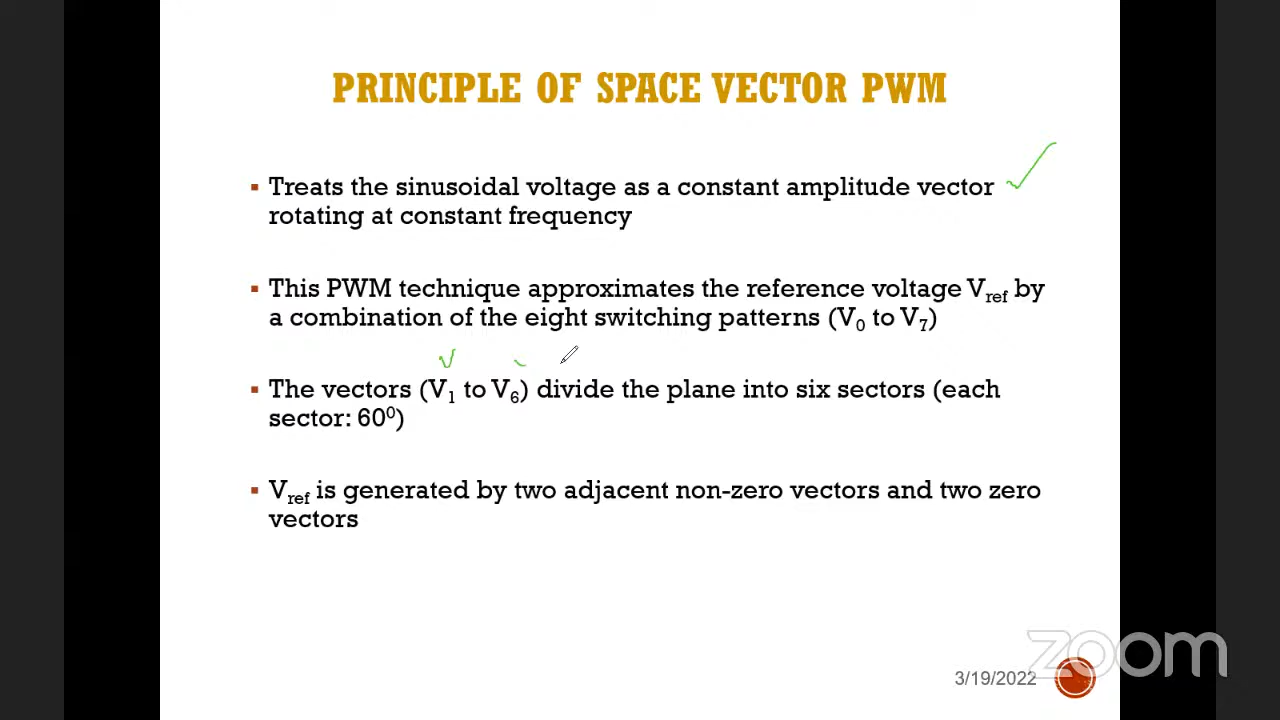 PRINCIPLE OF SPACE VECTOR PWM
▪ Treats the sinusoidal voltage as a constant amplitude vector
rotating at constant frequency
▪ This PWM technique approximates the reference voltage Vref by
a combination of the eight switching patterns (V0 to V7)
▪ The vectors (V1 to V6) divide the plane into six sectors (each
sector: 60⁰)
▪ Vref is generated by two adjacent non-zero vectors and two zero
vectors
zoom
3/19/2022